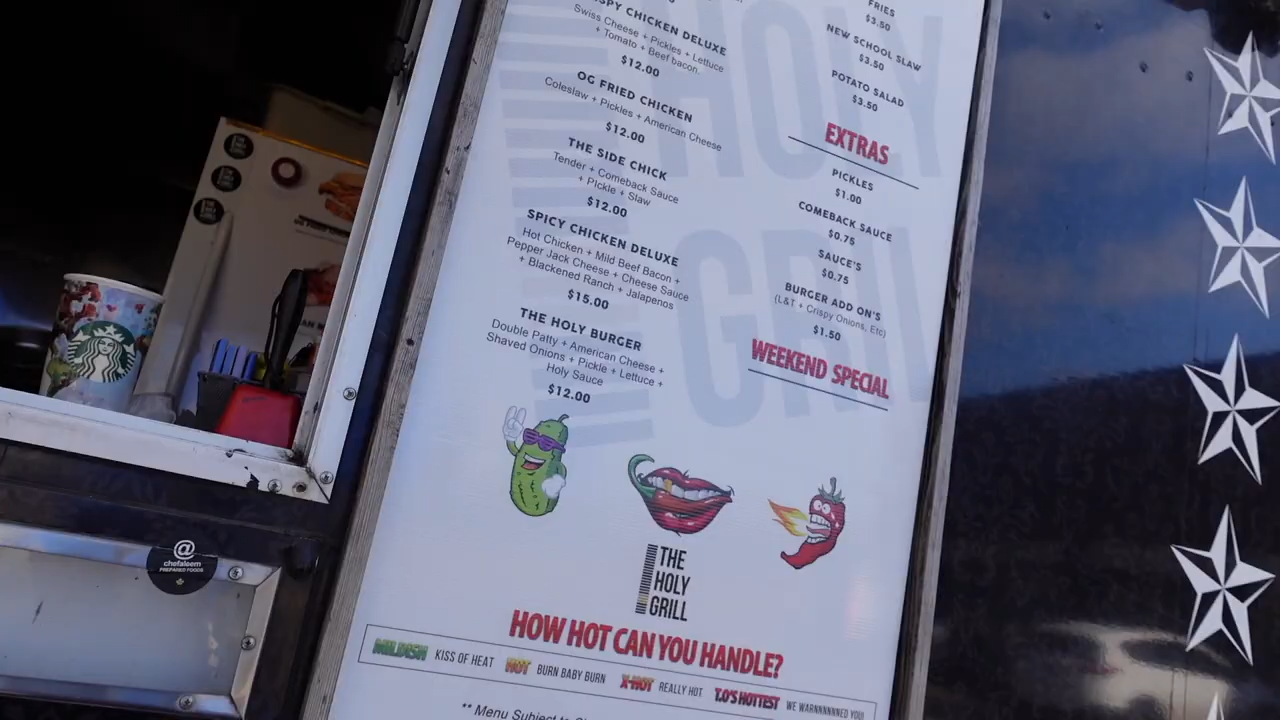 CHICKEN DELUXE
Swiss Cheese + Pickles + Lettuce
+ Tomato + Beef bacon.
$12.00
OG FRIED CHICKEN
Coleslaw + Pickles + American Cheese
$12.00
THE SIDE CHICK
Tender + Comeback Sauce
+ Pickle + Slaw
$12.00
SPICY CHICKEN DELUXE
Hot Chicken + Mild Beef Bacon +
Pepper Jack Cheese + Cheese Sauce
+ Blackened Ranch + Jalapenos
$15.00
THE HOLY BURGER
Double Patty + American Cheese +
Shaved Onions + Pickle + Lettuce +
Holy Sauce
$12.00
FRIES
$3.50
NEW SCHOOL SLAW
$3.50
POTATO SALAD
$3.50
EXTRAS
PICKLES
$1.00
COMEBACK SAUCE
$0.75
SAUCE'S
$0.75
BURGER ADD ON'S
(L&T + Crispy Onions, Etc)
$1.50
WEEKEND SPECIAL
HOLY
GRILL
THE
HOLY
GRILL
HOW HOT CAN YOU HANDLE?
MILDISH KISS OF HEAT HOT BURN BABY BURN X-HOT REALLY HOT T.O'S HOTTEST WE WARNNNNNNED YOU!
** Menu Subject to
@
chefaleem
PREPARED FOODS